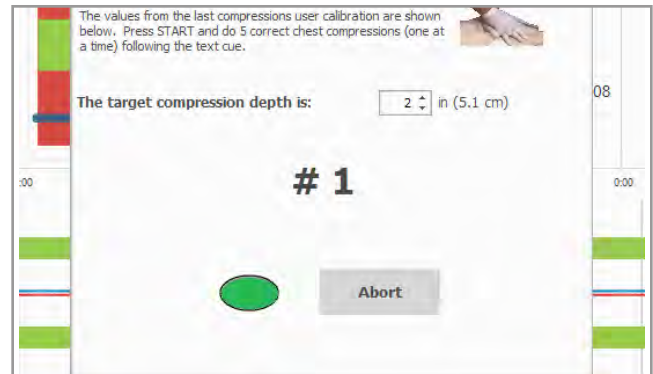 The values from the last compressions user calibration are shown
below. Press START and do 5 correct chest compressions (one at
a time) following the text cue.
The target compression depth is: 2 in (5.1 cm)
08
# 1
:00
0:00
Abort